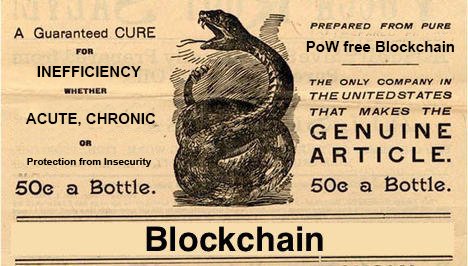 A Guaranteed CURE
FOR
INEFFICIENCY
WHETHER
ACUTE, CHRONIC
OR
Protection from Insecurity
50c a Bottle.
PREPARED FROM PURE
PoW free Blockchain
THE ONLY COMPANY IN
THE UNITED STATES
THAT MAKES THE
GENUINE
ARTICLE.
50c a Bottle.
Blockchain